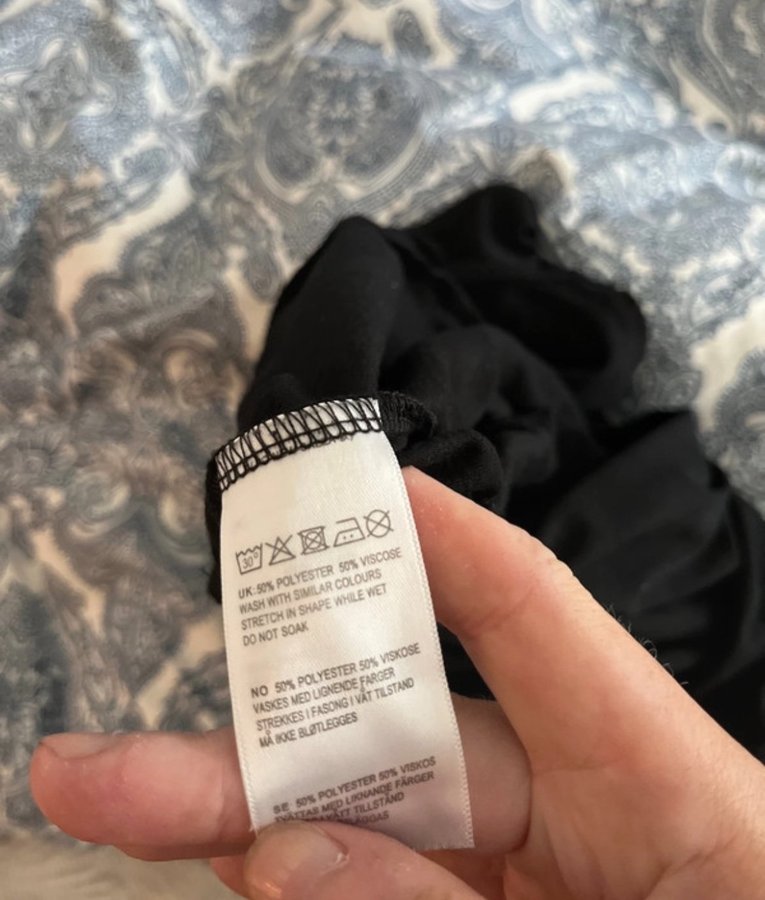 30°
UK: 50% POLYESTER 50% VISCOSE
WASH WITH SIMILAR COLOURS
STRETCH IN SHAPE WHILE WET
DO NOT SOAK
NO 50% POLYESTER 50% VISKOSE
VASKES MED LIGNENDE FARGER
STREKKES I FASONG I VÅT TILSTAND
MÅ IKKE BLØTLEGGES
SE: 50% POLYESTER 50% VISKOS
TVÄTTAS MED LIKNANDE FÄRGER
VÅTT TILLSTÅND